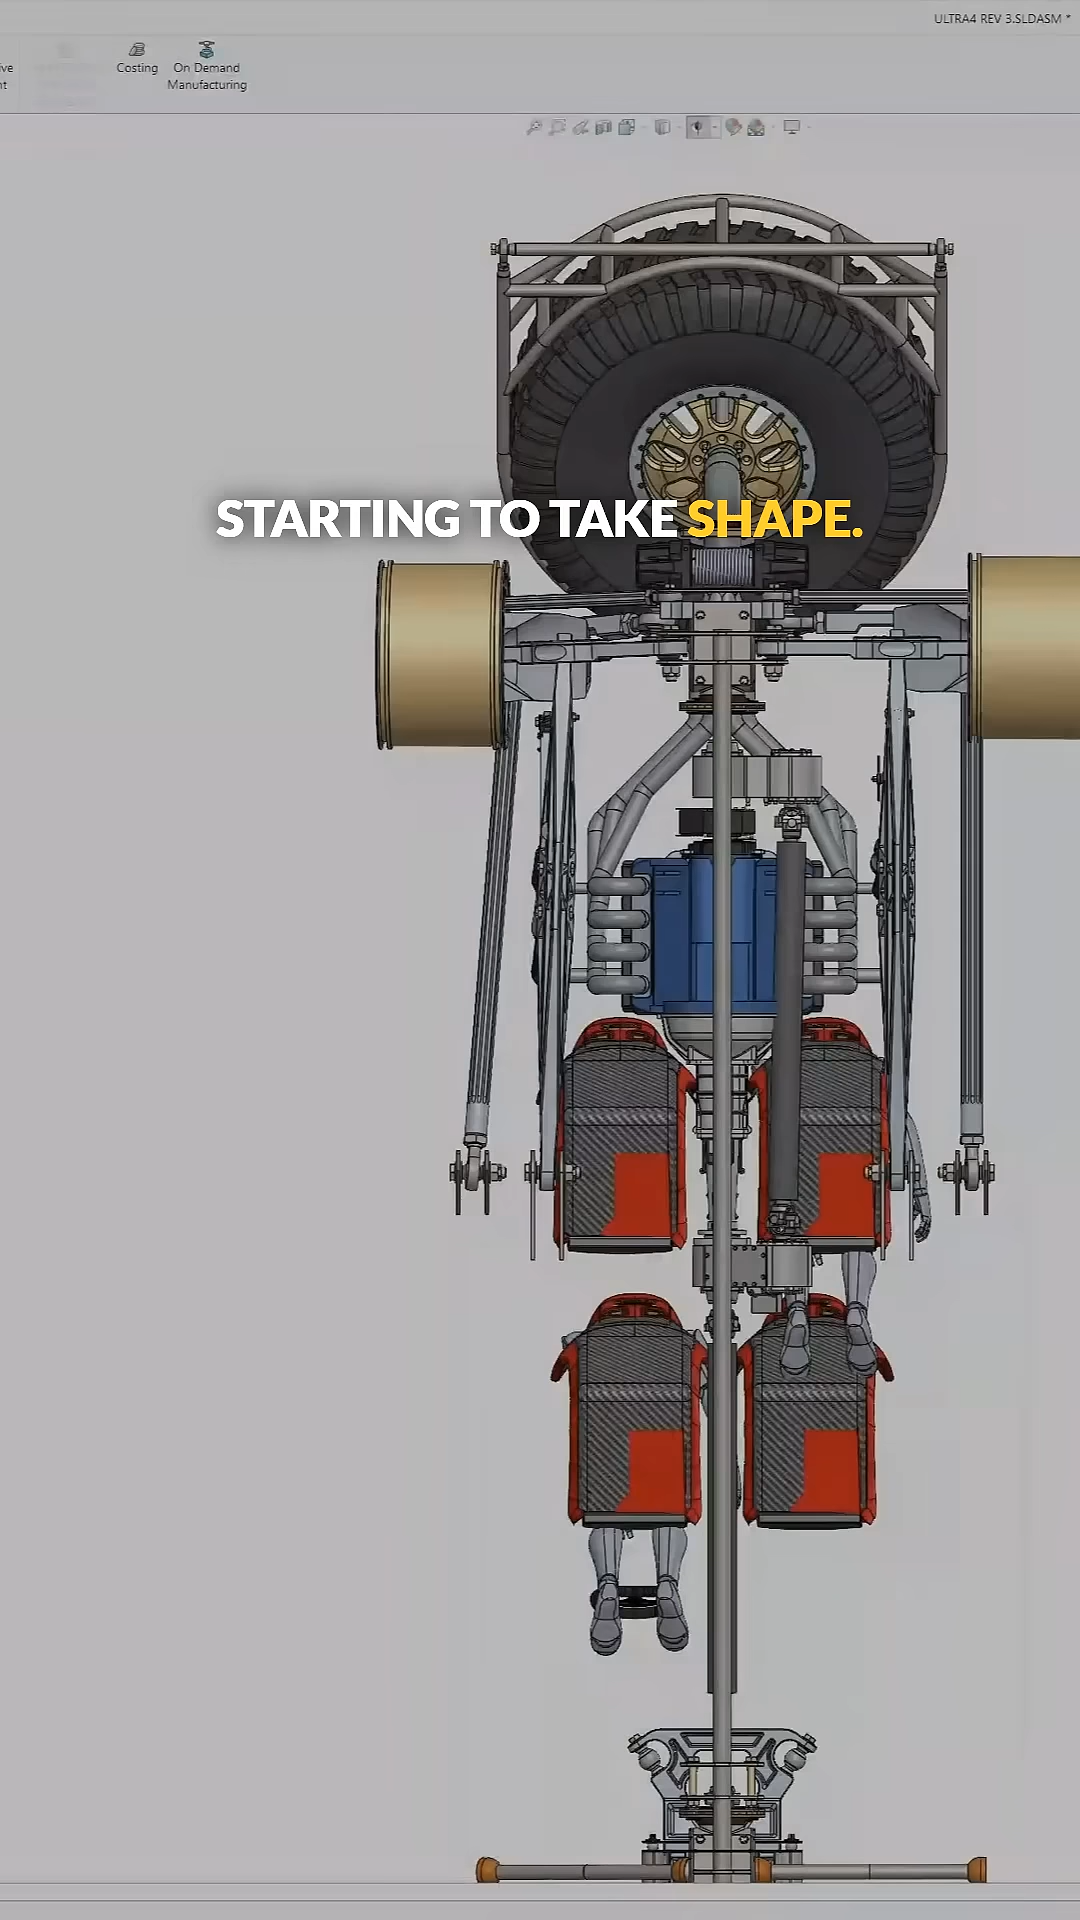 ULTRA4 REV 3.SLDASM *
Costing
On Demand
Manufacturing
STARTING TO TAKE SHAPE.